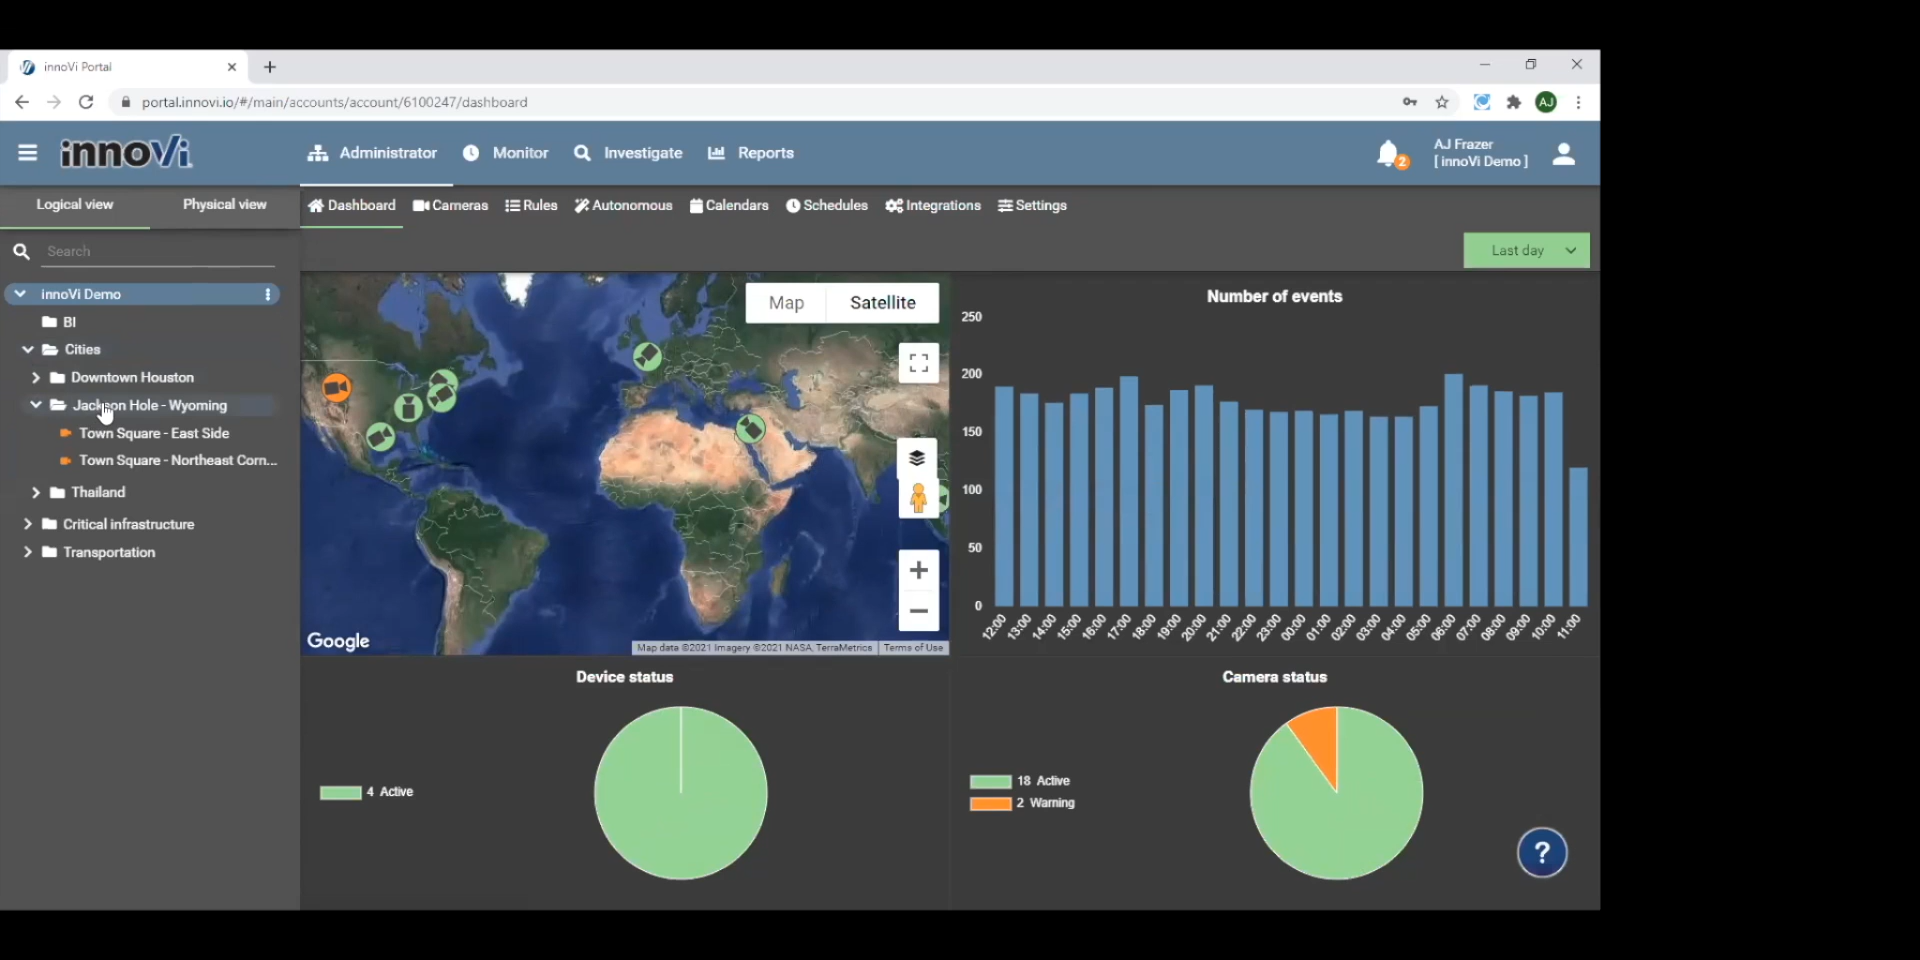 innoVi Portal
portal.innovi.io/#/main/accounts/account/6100247/dashboard
AJ
innoVi
Administrator
Monitor
Investigate
Reports
2
AJ Frazer
[ innoVi Demo ]
Logical view
Physical view
Dashboard
Cameras
Rules
Autonomous
Calendars
Schedules
Integrations
Settings
Search
Last day
innoVi Demo
BI
Cities
Downtown Houston
Jackson Hole - Wyoming
Town Square - East Side
Town Square - Northeast Corn...
Thailand
Critical infrastructure
Transportation
Map
Satellite
Google
Map data ©2021 Imagery ©2021 NASA, TerraMetrics
Terms of Use
Number of events
250
200
150
100
50
0
12:00 13:00 14:00 15:00 16:00 17:00 18:00 19:00 20:00 21:00 22:00 23:00 00:00 01:00 02:00 03:00 04:00 05:00 06:00 07:00 08:00 09:00 10:00 11:00
Device status
4 Active
Camera status
18 Active
2 Warning
?